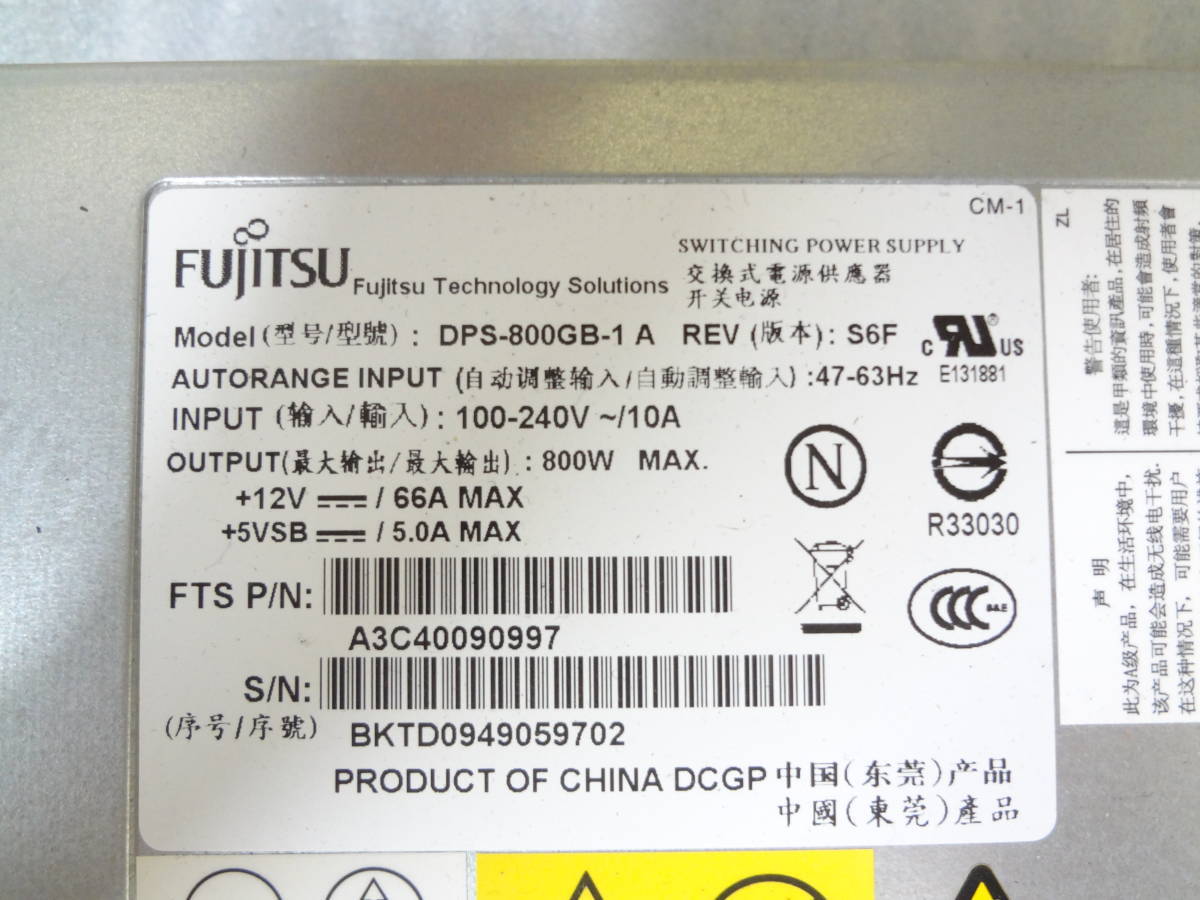 CM-1
FUJITSU Fujitsu Technology Solutions
SWITCHING POWER SUPPLY
交換式電源供應器
开关电源
Model (型号/型號) : DPS-800GB-1 A REV (版本): S6F
AUTORANGE INPUT (自动调整输入/自動調整輸入) :47-63Hz
c RU ® US
E131881
INPUT (输入/輸入) : 100-240V ~/10A
OUTPUT(最大输出/最大輸出) : 800W MAX.
+12V / 66A MAX
+5VSB / 5.0A MAX
N
R33030
FTS P/N:
A3C40090997
CCC S&E
S/N:
(序号/序號)
BKTD0949059702
PRODUCT OF CHINA DCGP 中国(东莞)产品
中國(東莞)產品
ZL
警告使用者:
這是甲類的資訊產品,在居住的
環境中使用時,可能會造成射頻
干擾,在這種情況下,使用者會
声 明
此为A级产品，在生活环境中,
该产品可能会造成无线电干扰.
在这种情况下，可能需要用户